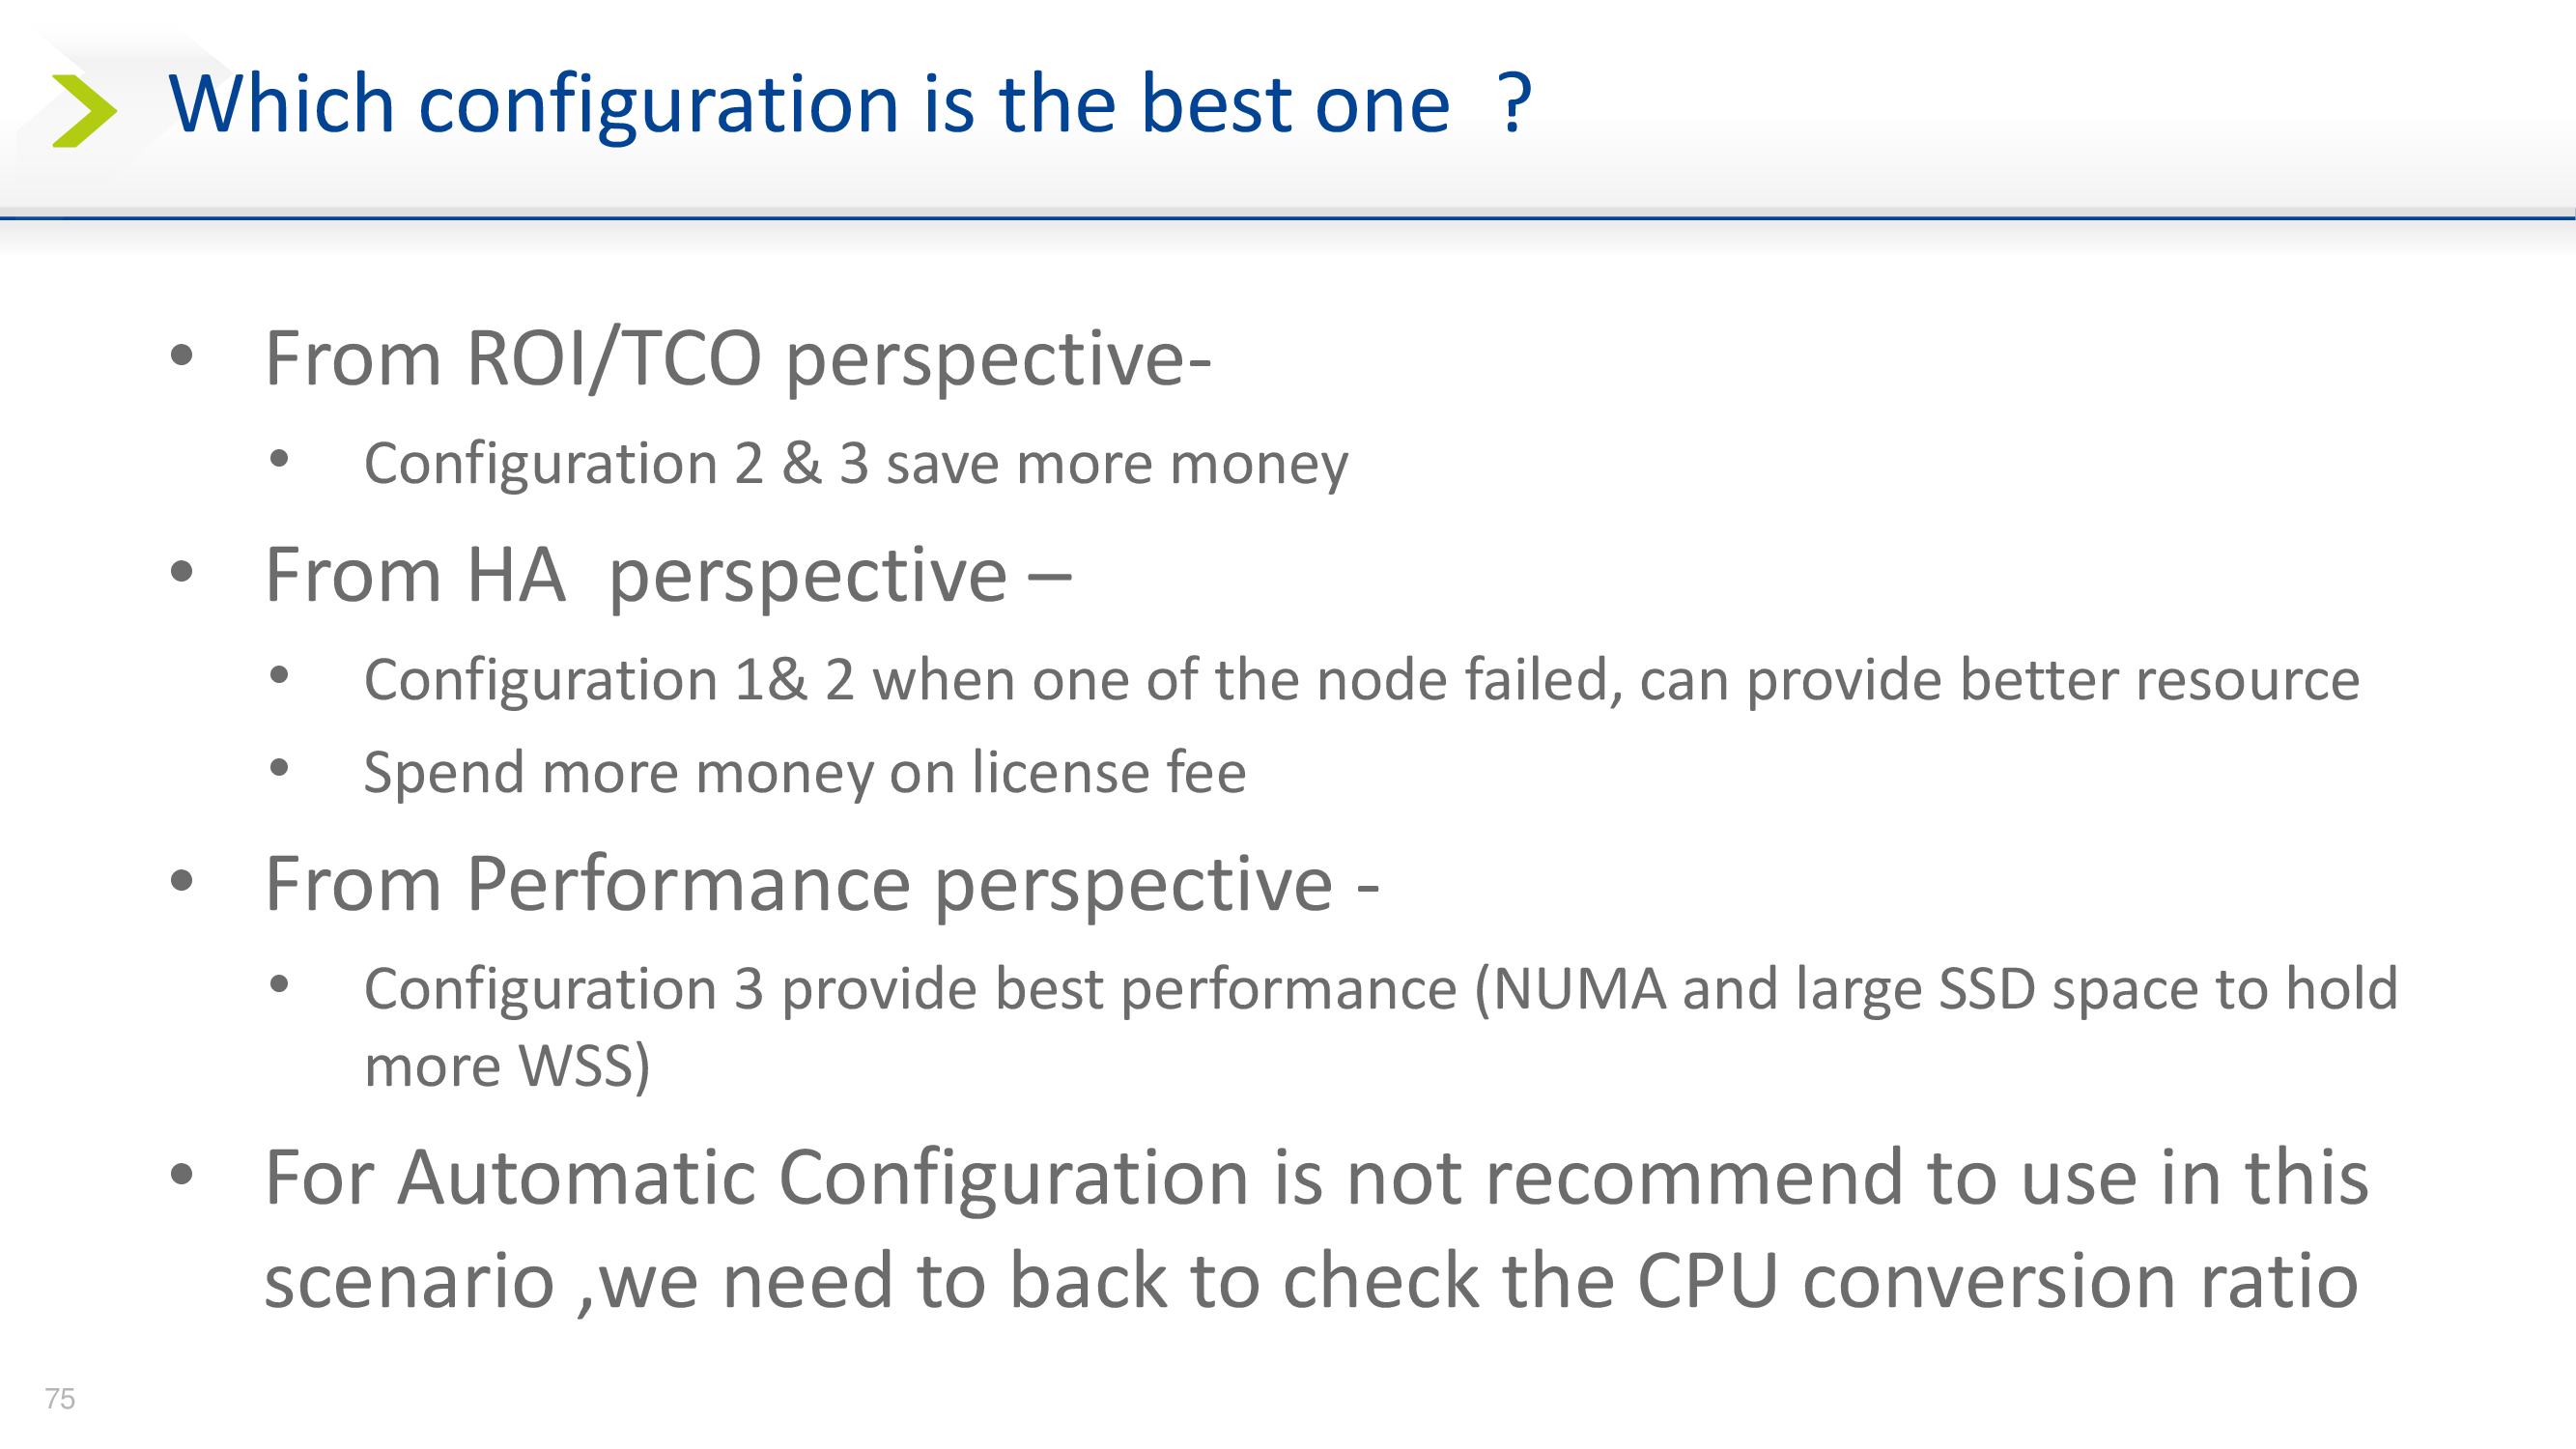 Which configuration is the best one  ?
• From ROI/TCO perspective-
• Configuration 2 & 3 save more money
• From HA  perspective –
• Configuration 1& 2 when one of the node failed, can provide better resource
• Spend more money on license fee
• From Performance perspective -
• Configuration 3 provide best performance (NUMA and large SSD space to hold
more WSS)
• For Automatic Configuration is not recommend to use in this
scenario ,we need to back to check the CPU conversion ratio
75